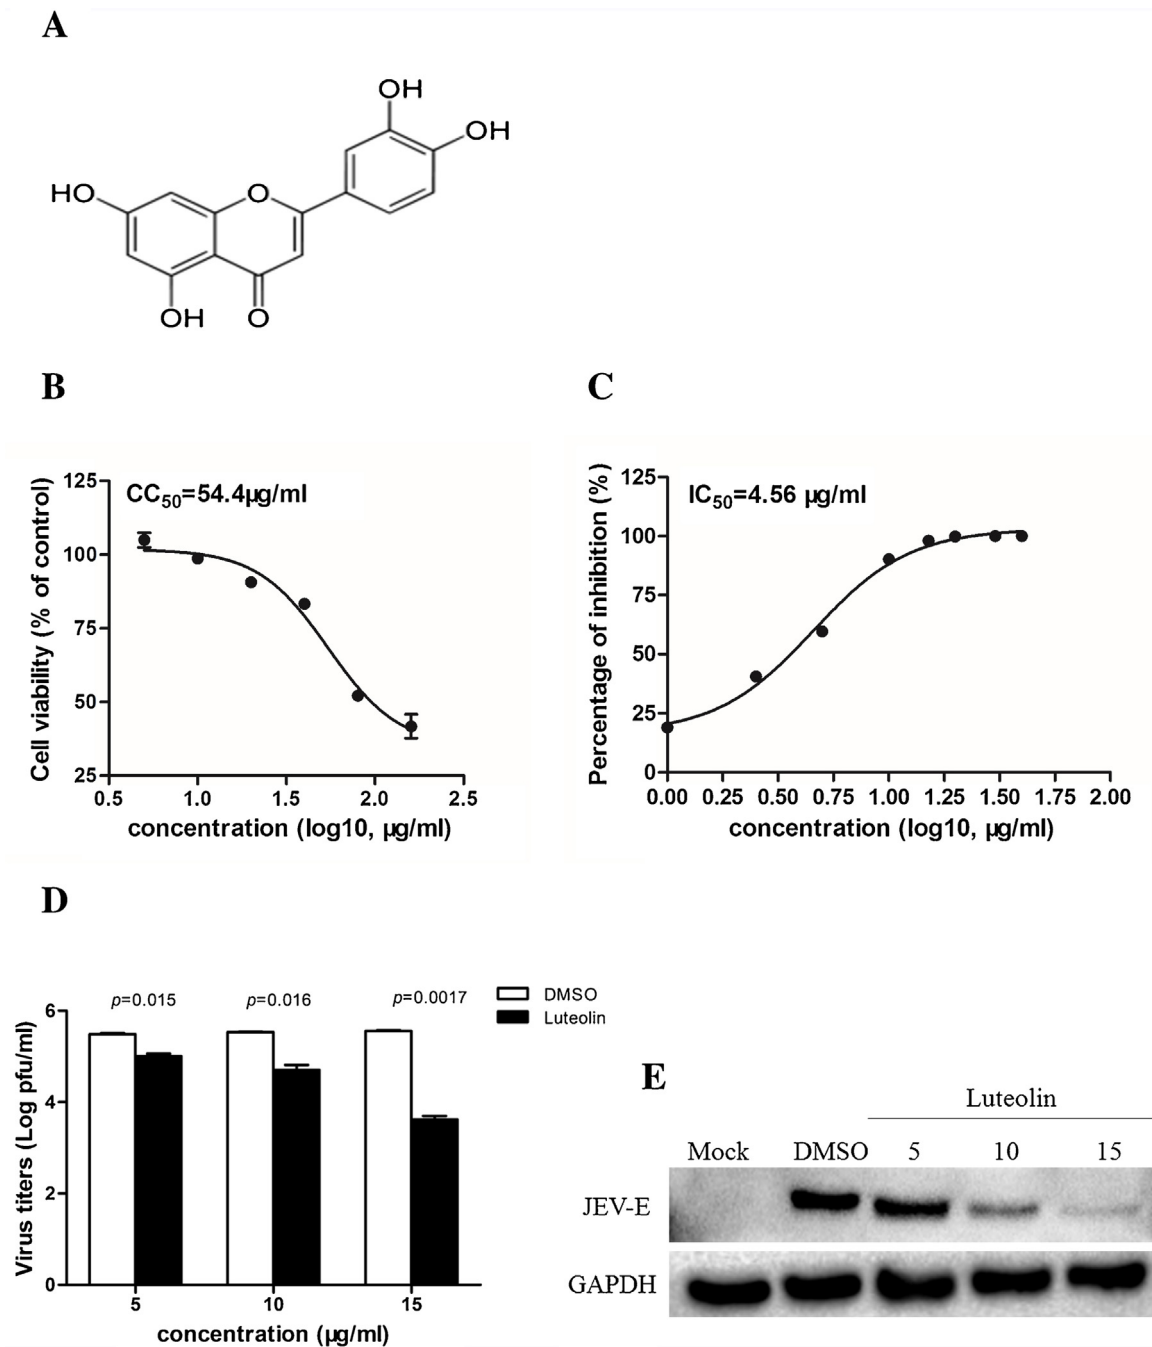 A
OH
OH
HO
O
OH
O
B
C
CC50=54.4µg/ml
Cell viability (% of control)
125
100
75
50
25
0.5 1.0 1.5 2.0 2.5
concentration (log10, µg/ml)
IC50=4.56 µg/ml
Percentage of inhibition (%)
125
100
75
50
25
0
0.00 0.25 0.50 0.75 1.00 1.25 1.50 1.75 2.00
concentration (log10, µg/ml)
D
p=0.015 p=0.016 p=0.0017
DMSO
Luteolin
Virus titers (Log pfu/ml)
6
4
2
0
5 10 15
concentration (µg/ml)
E
Luteolin
Mock DMSO 5 10 15
JEV-E
GAPDH